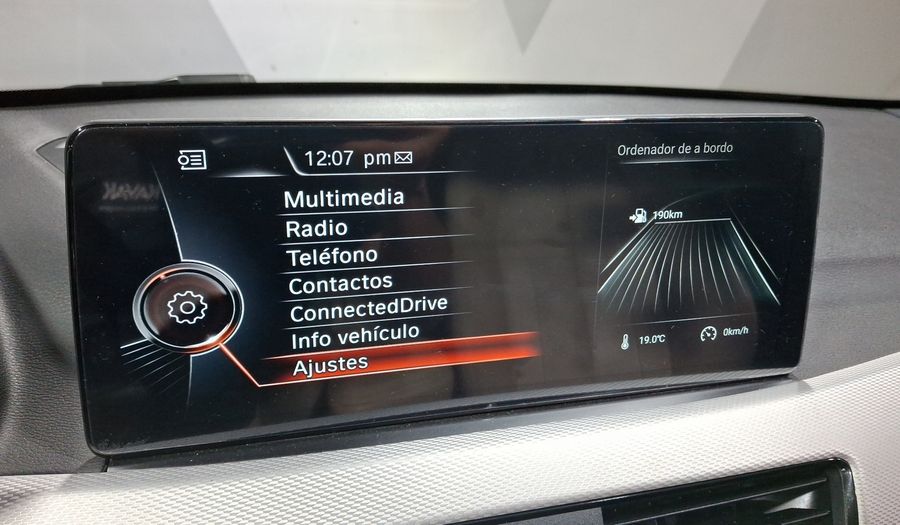 12:07 pm
Multimedia
Radio
Teléfono
Contactos
ConnectedDrive
Info vehículo
Ajustes
Ordenador de a bordo
190km
19.0°C
0km/h